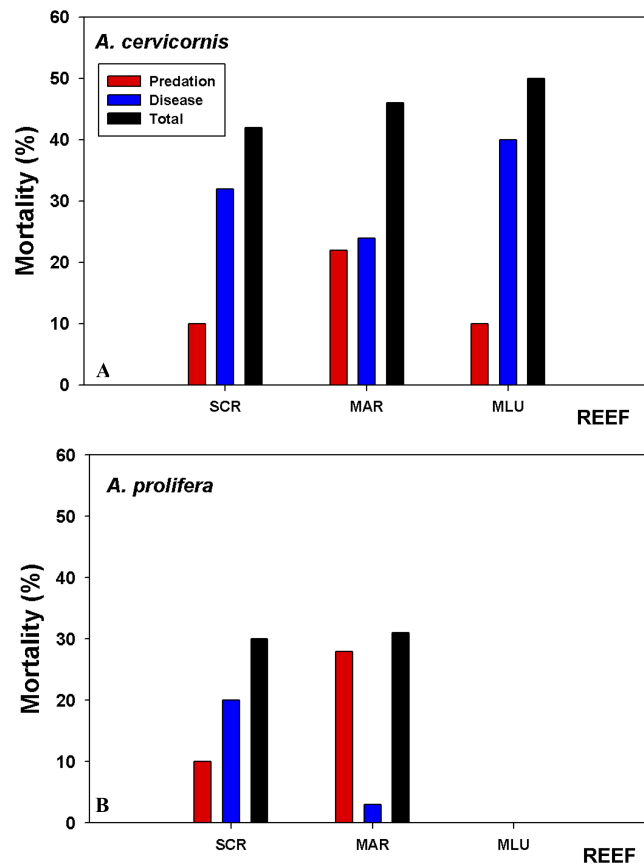 60
A. cervicornis
Predation
Disease
Total
50
40
30
20
10
0
Mortality (%)
A
SCR MAR MLU
REEF
60
A. prolifera
50
40
30
20
10
0
Mortality (%)
B
SCR MAR MLU
REEF